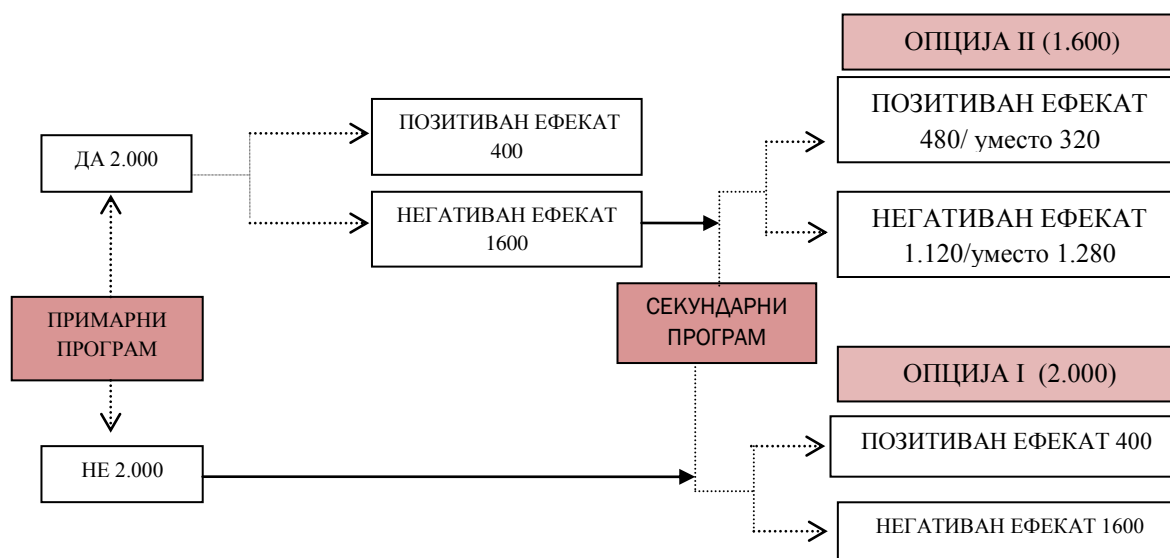 ОПЦИЈА II (1.600)
ПОЗИТИВАН ЕФЕКАТ
480/ уместо 320
НЕГАТИВАН ЕФЕКАТ
1.120/уместо 1.280
ДА 2.000
ПОЗИТИВАН ЕФЕКАТ
400
НЕГАТИВАН ЕФЕКАТ
1600
ПРИМАРНИ
ПРОГРАМ
СЕКУНДАРНИ
ПРОГРАМ
НЕ 2.000
ОПЦИЈА I (2.000)
ПОЗИТИВАН ЕФЕКАТ 400
НЕГАТИВАН ЕФЕКАТ 1600